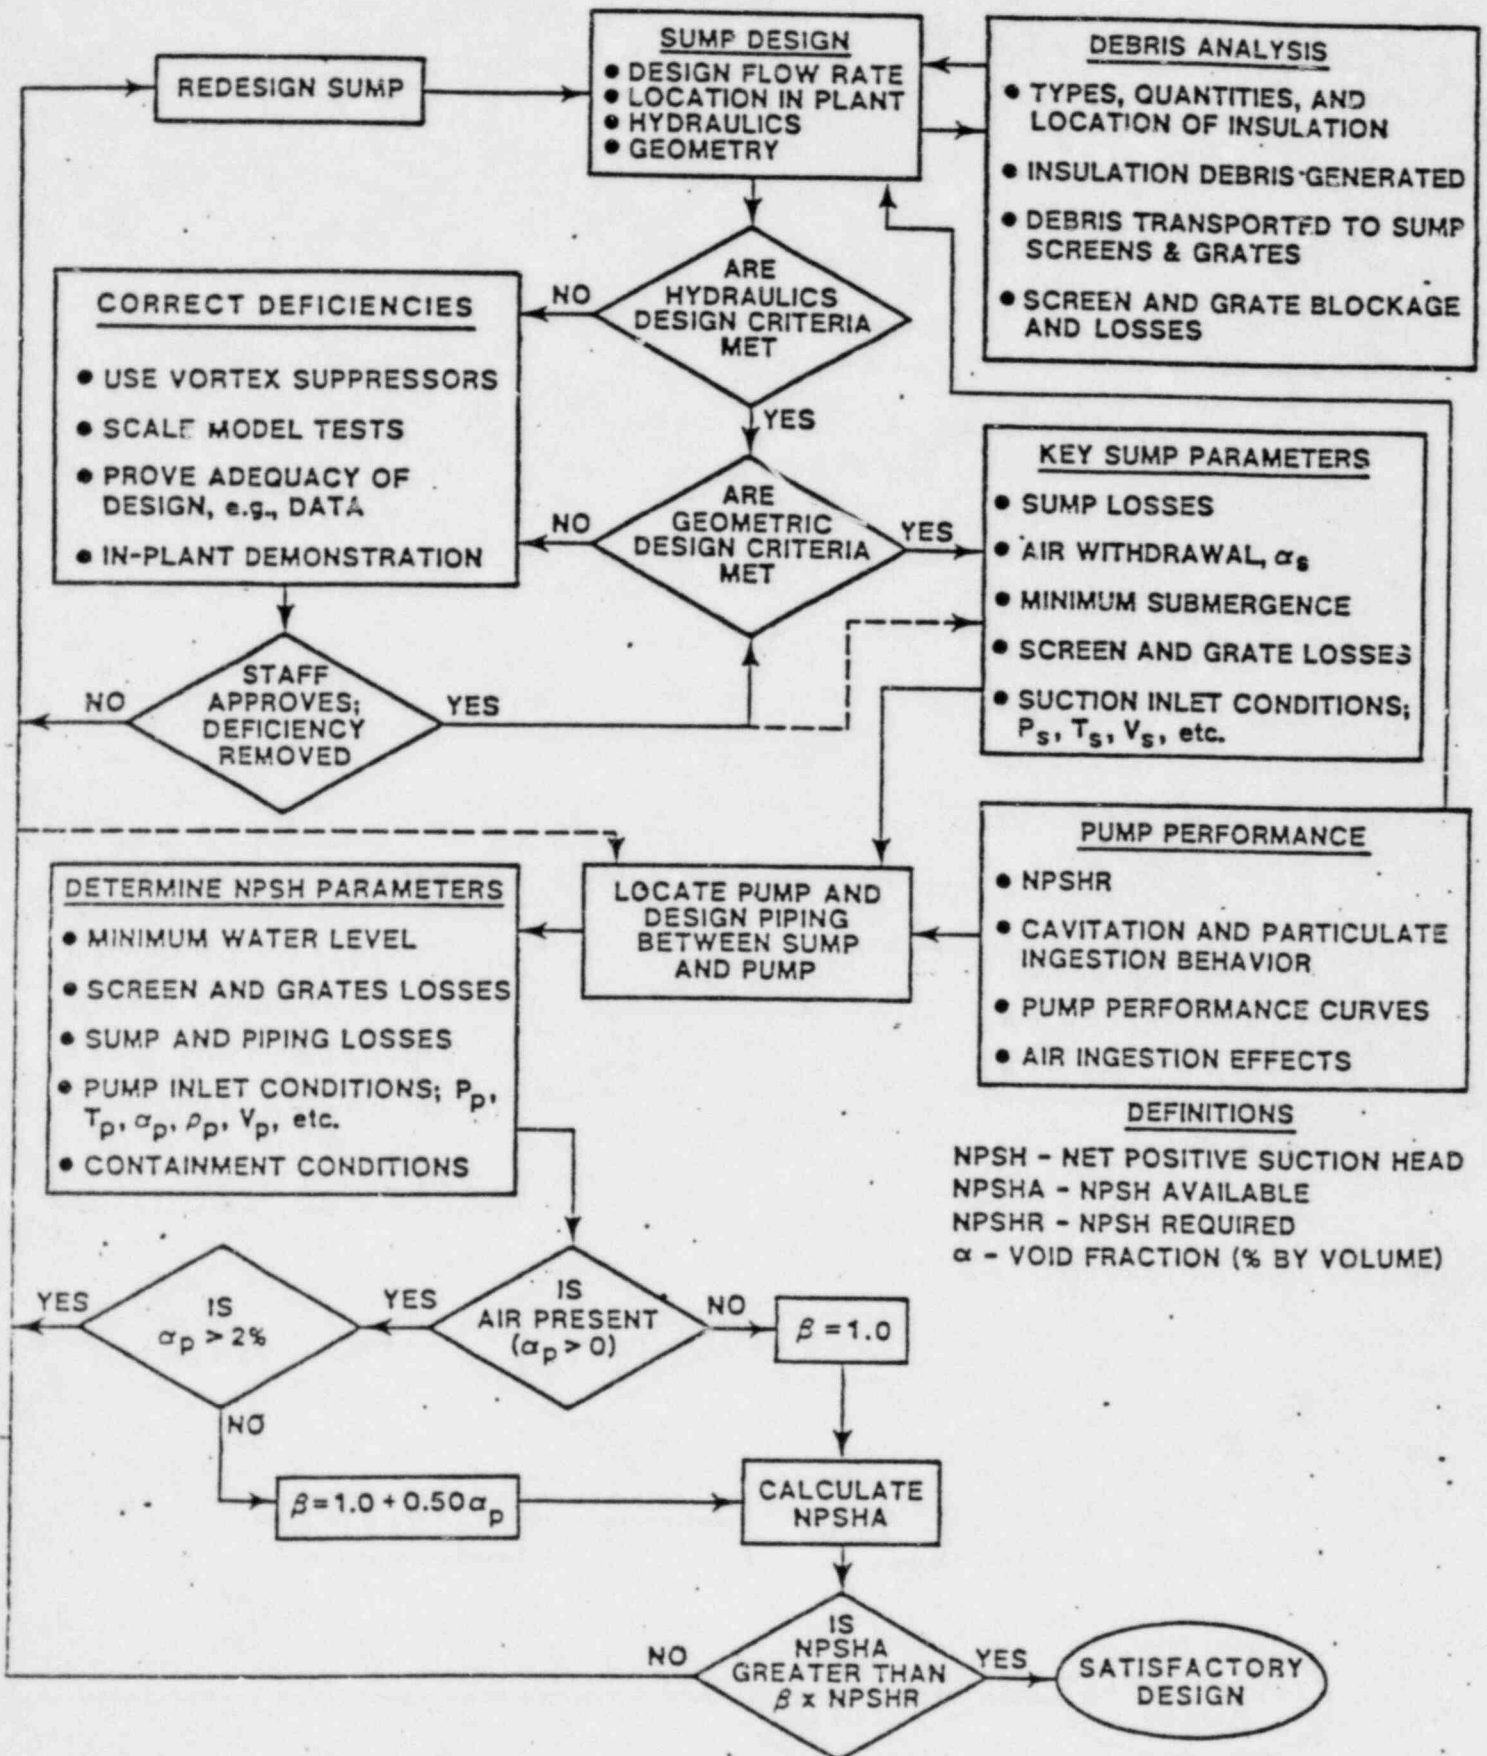 REDESIGN SUMP
SUMP DESIGN
• DESIGN FLOW RATE
• LOCATION IN PLANT
• HYDRAULICS
• GEOMETRY
DEBRIS ANALYSIS
• TYPES, QUANTITIES, AND
LOCATION OF INSULATION
• INSULATION DEBRIS GENERATED
• DEBRIS TRANSPORTED TO SUMP
SCREENS & GRATES
• SCREEN AND GRATE BLOCKAGE
AND LOSSES
ARE
HYDRAULICS
DESIGN CRITERIA
MET
NO
YES
CORRECT DEFICIENCIES
• USE VORTEX SUPPRESSORS
• SCALE MODEL TESTS
• PROVE ADEQUACY OF
DESIGN, e.g., DATA
• IN-PLANT DEMONSTRATION
ARE
GEOMETRIC
DESIGN CRITERIA
MET
NO
YES
KEY SUMP PARAMETERS
• SUMP LOSSES
• AIR WITHDRAWAL, αs
• MINIMUM SUBMERGENCE
• SCREEN AND GRATE LOSSES
• SUCTION INLET CONDITIONS;
Ps, Ts, Vs, etc.
STAFF
APPROVES;
DEFICIENCY
REMOVED
NO
YES
PUMP PERFORMANCE
• NPSHR
• CAVITATION AND PARTICULATE
INGESTION BEHAVIOR
• PUMP PERFORMANCE CURVES
• AIR INGESTION EFFECTS
LOCATE PUMP AND
DESIGN PIPING
BETWEEN SUMP
AND PUMP
DETERMINE NPSH PARAMETERS
• MINIMUM WATER LEVEL
• SCREEN AND GRATES LOSSES
• SUMP AND PIPING LOSSES
• PUMP INLET CONDITIONS; Pp,
Tp, αp, ρp, Vp, etc.
• CONTAINMENT CONDITIONS
DEFINITIONS
NPSH - NET POSITIVE SUCTION HEAD
NPSHA - NPSH AVAILABLE
NPSHR - NPSH REQUIRED
α - VOID FRACTION (% BY VOLUME)
IS
AIR PRESENT
(αp > 0)
YES
NO
IS
αp > 2%
YES
NO
β = 1.0
β = 1.0 + 0.50αp
CALCULATE
NPSHA
IS
NPSHA
GREATER THAN
β x NPSHR
NO
YES
SATISFACTORY
DESIGN